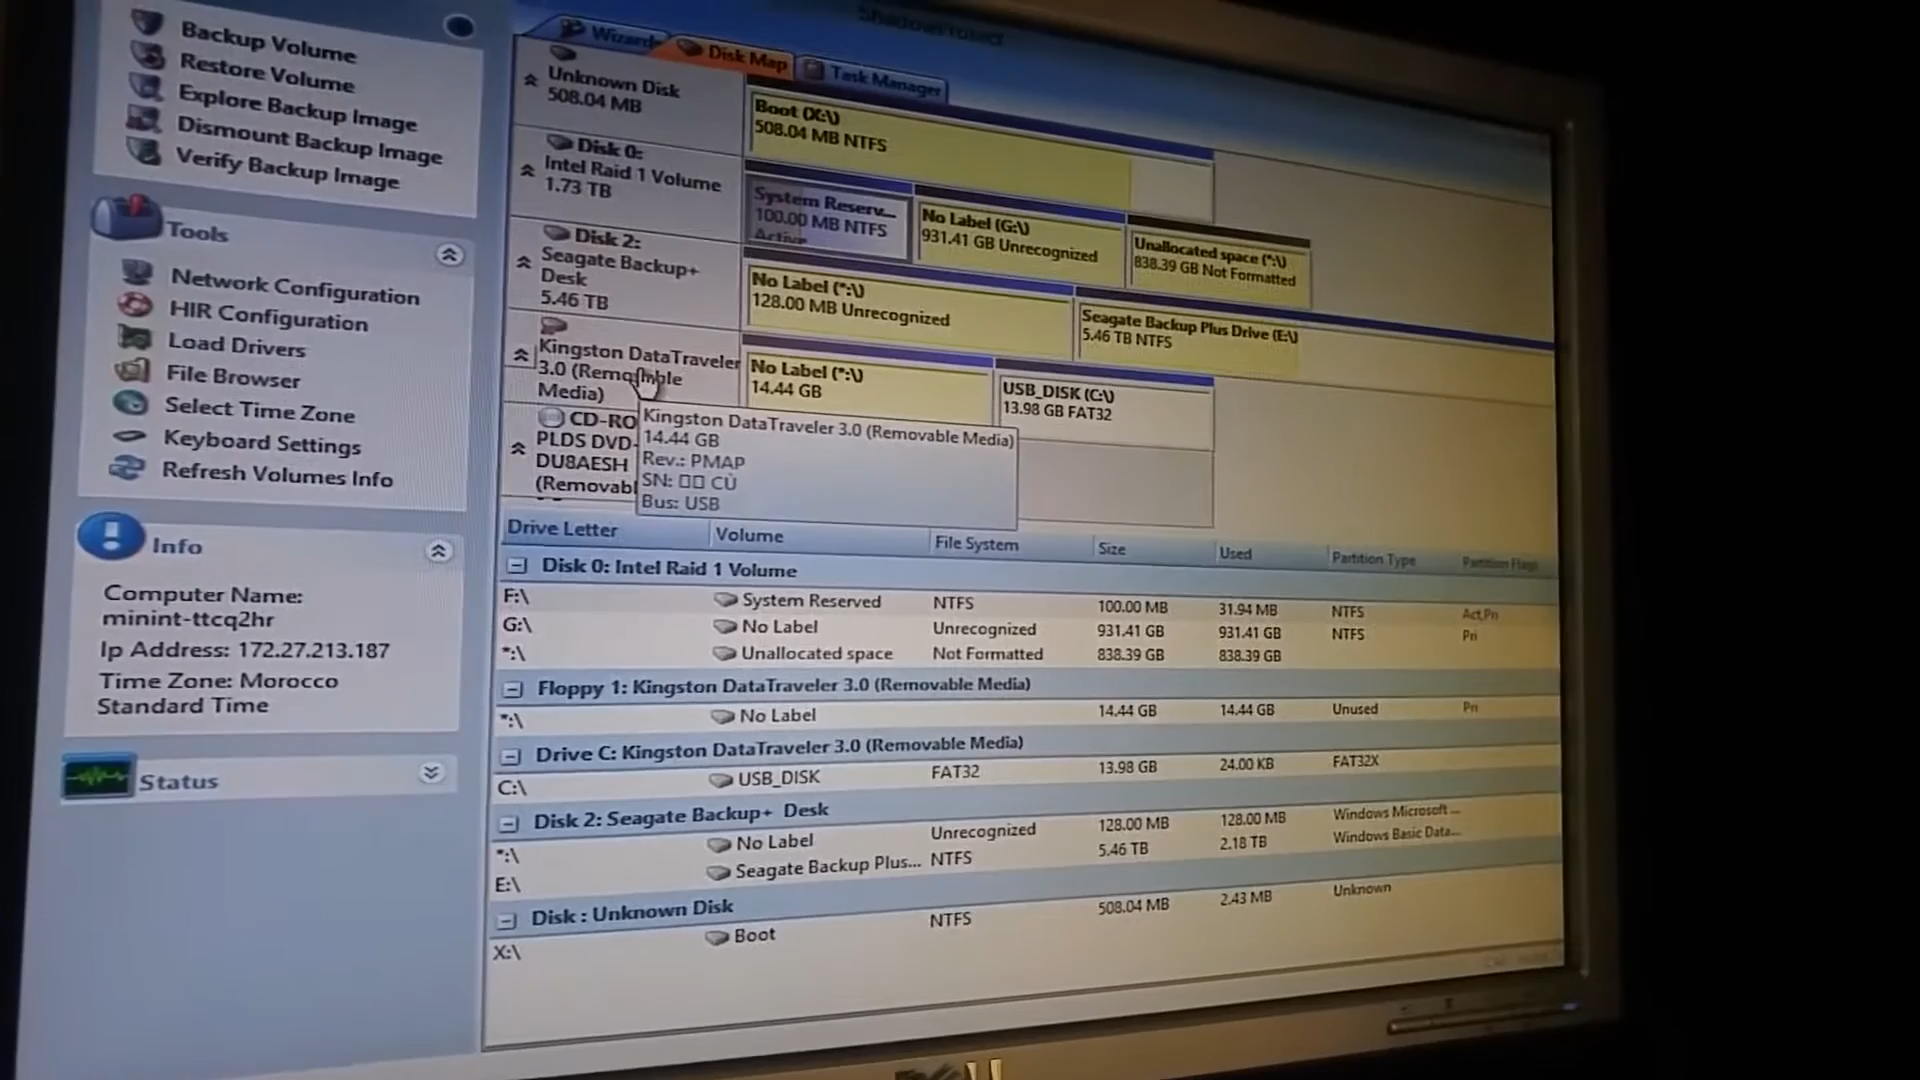 Backup Volume
Restore Volume
Explore Backup Image
Dismount Backup Image
Verify Backup Image
Tools
Network Configuration
HIR Configuration
Load Drivers
File Browser
Select Time Zone
Keyboard Settings
Refresh Volumes Info
Info
Computer Name:
minint-ttcq2hr
Ip Address: 172.27.213.187
Time Zone: Morocco
Standard Time
Status
Disk Map
Task Manager
Unknown Disk
508.04 MB
Boot (X:\)
508.04 MB NTFS
Disk 0:
Intel Raid 1 Volume
1.73 TB
System Reserv...
100.00 MB NTFS
Active
No Label (G:\)
931.41 GB Unrecognized
Unallocated space (*:\)
838.39 GB Not Formatted
Disk 2:
Seagate Backup+
Desk
5.46 TB
No Label (*:\)
128.00 MB Unrecognized
Seagate Backup Plus Drive (E:\)
5.46 TB NTFS
Kingston DataTraveler
3.0 (Removable
Media)
No Label (*:\)
14.44 GB
USB_DISK (C:\)
13.98 GB FAT32
CD-RO
PLDS DVD-
DU8AESH
(Removabl
Kingston DataTraveler 3.0 (Removable Media)
14.44 GB
Rev.: PMAP
SN: □□ CÙ
Bus: USB
Drive Letter Volume File System Size Used Partition Type Partition Flags
Disk 0: Intel Raid 1 Volume
F:\ System Reserved NTFS 100.00 MB 31.94 MB NTFS Act,Pri
G:\ No Label Unrecognized 931.41 GB 931.41 GB NTFS Pri
*:\ Unallocated space Not Formatted 838.39 GB 838.39 GB
Floppy 1: Kingston DataTraveler 3.0 (Removable Media)
*:\ No Label 14.44 GB 14.44 GB Unused Pri
Drive C: Kingston DataTraveler 3.0 (Removable Media)
C:\ USB_DISK FAT32 13.98 GB 24.00 KB FAT32X
Disk 2: Seagate Backup+ Desk
*:\ No Label Unrecognized 128.00 MB 128.00 MB Windows Microsoft ...
E:\ Seagate Backup Plus... NTFS 5.46 TB 2.18 TB Windows Basic Data...
Disk : Unknown Disk
X:\ Boot NTFS 508.04 MB 2.43 MB Unknown